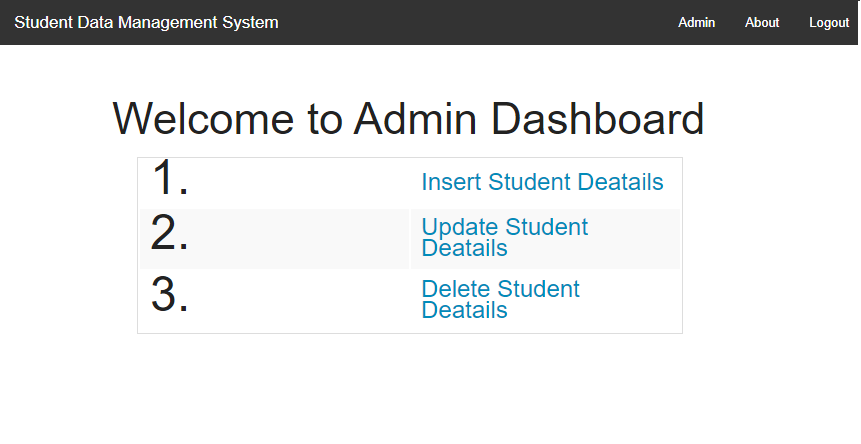 Student Data Management System Admin About Logout
Welcome to Admin Dashboard
1. Insert Student Deatails
2. Update Student
Deatails
3. Delete Student
Deatails